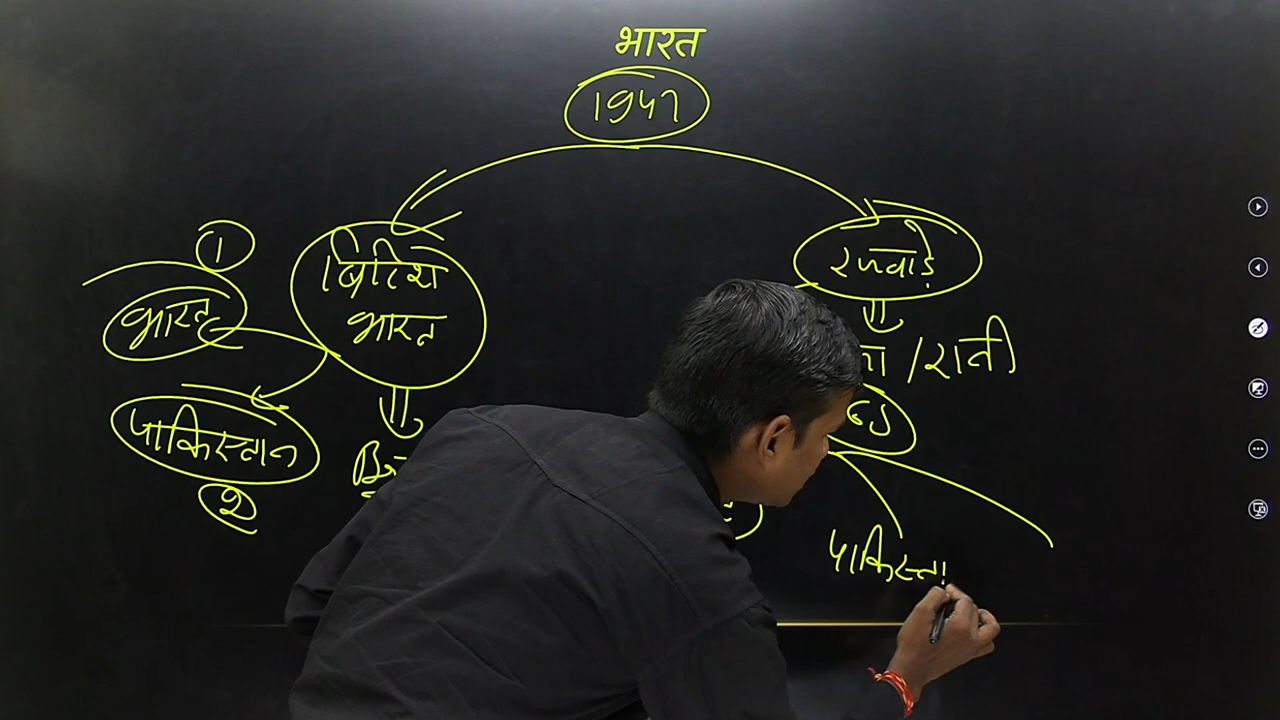 भारत
1947
ब्रिटिश
भारत
रजवाड़े
1
भारत
पाकिस्तान
2
/रानी
पाकिस्ता